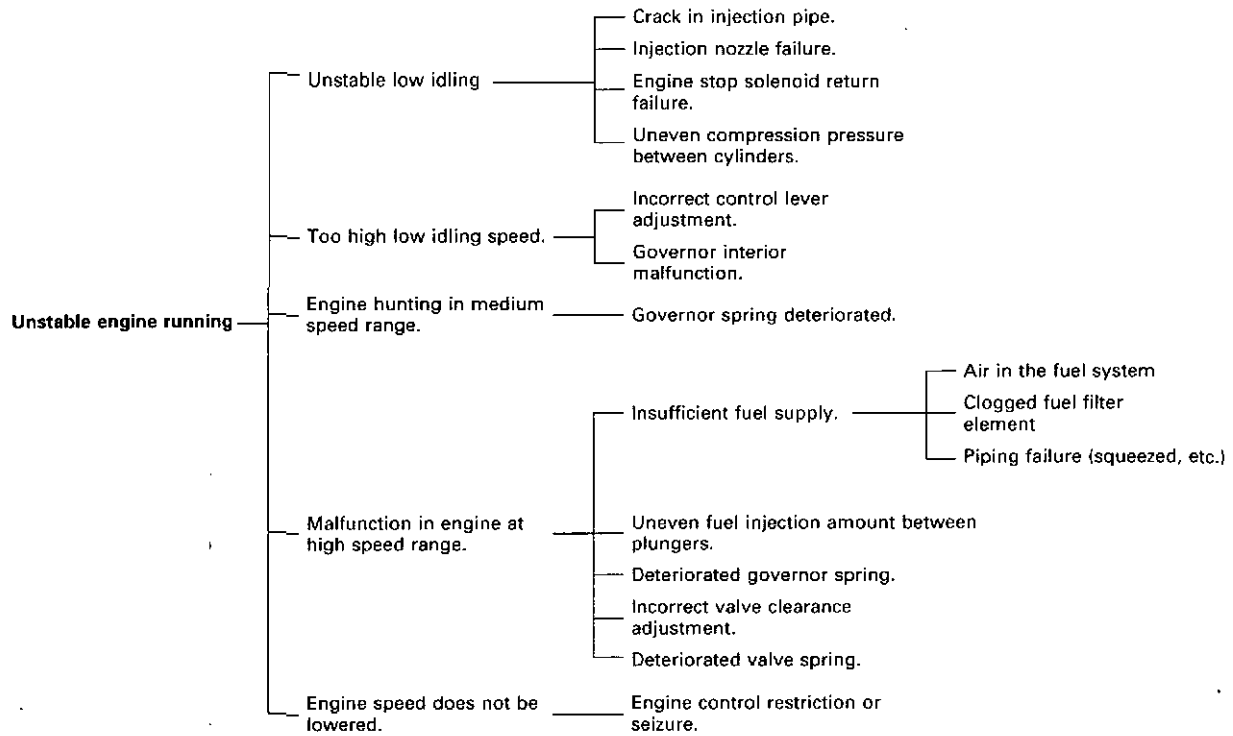 Unstable engine running
Unstable low idling
Crack in injection pipe.
Injection nozzle failure.
Engine stop solenoid return
failure.
Uneven compression pressure
between cylinders.
Too high low idling speed.
Incorrect control lever
adjustment.
Governor interior
malfunction.
Engine hunting in medium
speed range.
Governor spring deteriorated.
Malfunction in engine at
high speed range.
Insufficient fuel supply.
Air in the fuel system
Clogged fuel filter
element
Piping failure (squeezed, etc.)
Uneven fuel injection amount between
plungers.
Deteriorated governor spring.
Incorrect valve clearance
adjustment.
Deteriorated valve spring.
Engine speed does not be
lowered.
Engine control restriction or
seizure.